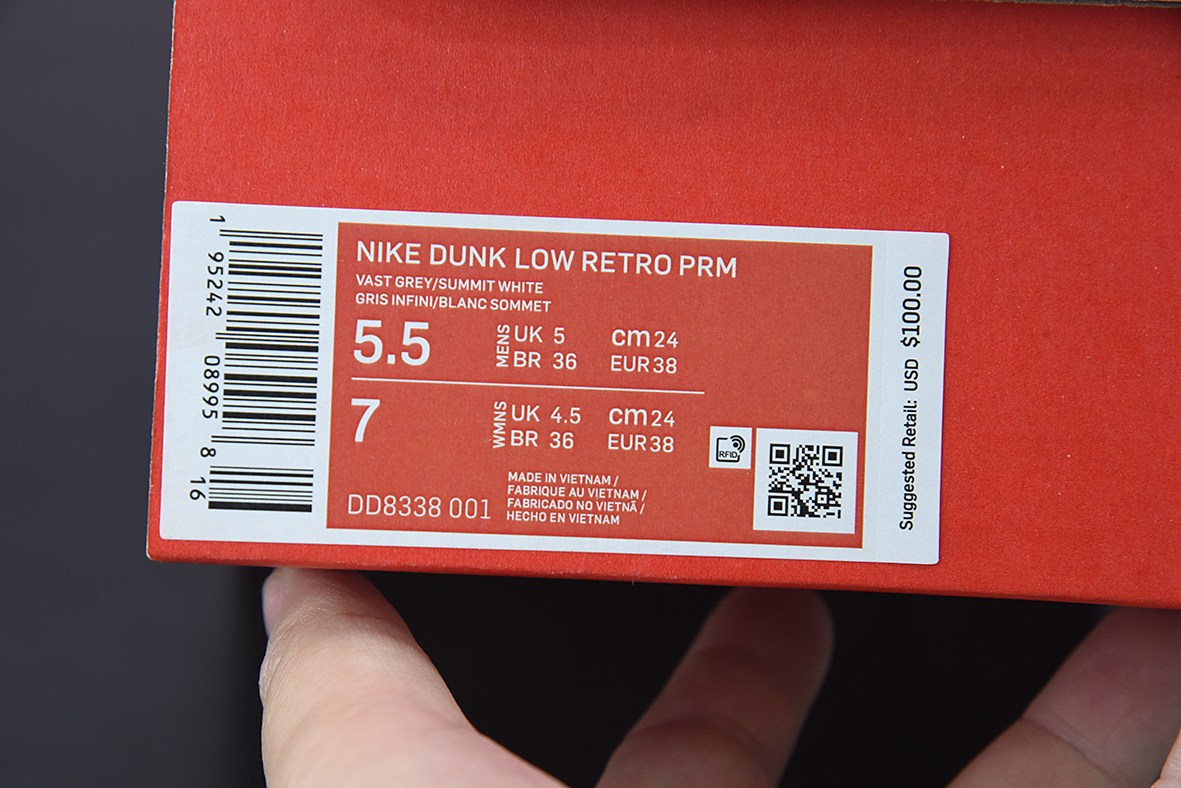 1 95242 08995 8 16
NIKE DUNK LOW RETRO PRM
VAST GREY/SUMMIT WHITE
GRIS INFINI/BLANC SOMMET
5.5 MENS UK 5 cm 24
BR 36 EUR 38
7 WMNS UK 4.5 cm 24
BR 36 EUR 38
RFID
DD8338 001
MADE IN VIETNAM /
FABRIQUE AU VIETNAM /
FABRICADO NO VIETNÃ /
HECHO EN VIETNAM
Suggested Retail: USD $100.00